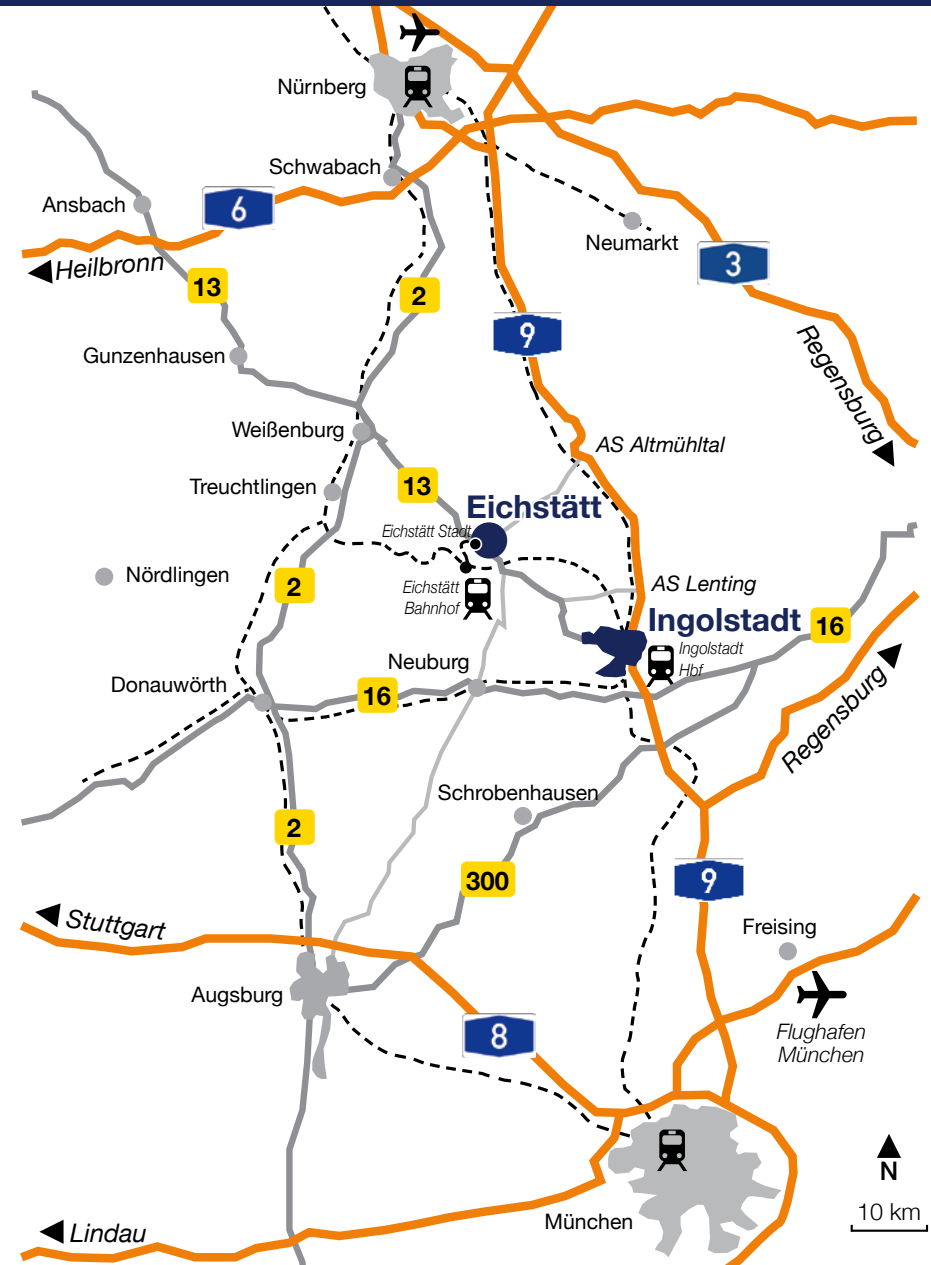 Nürnberg
Schwabach
Ansbach
6
Neumarkt
Heilbronn
3
13
2
9
Gunzenhausen
Regensburg
Weißenburg
AS Altmühltal
Treuchtlingen
13
Eichstätt
Eichstätt Stadt
Nördlingen
2
Eichstätt
Bahnhof
AS Lenting
Ingolstadt
16
Ingolstadt
Hbf
Neuburg
Donauwörth
16
Regensburg
Schrobenhausen
2
300
9
Stuttgart
Freising
Augsburg
8
Flughafen
München
N
10 km
München
Lindau